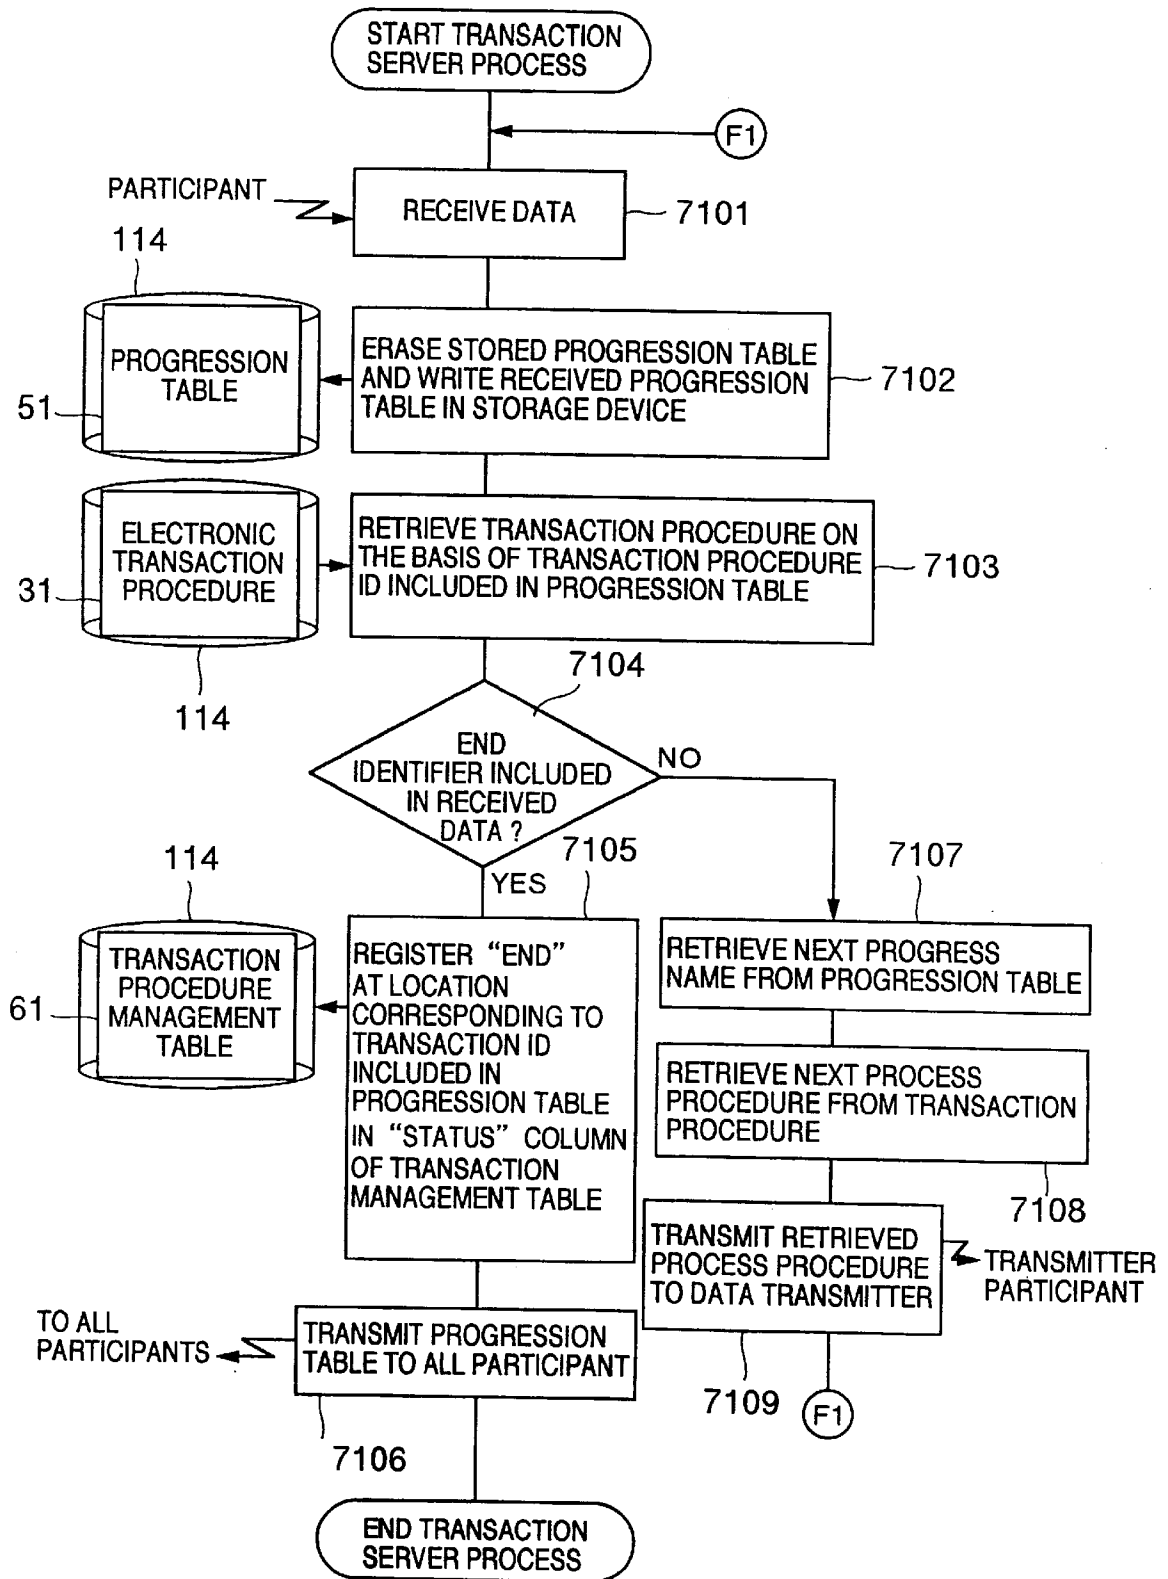 START TRANSACTION
SERVER PROCESS
F1
PARTICIPANT
RECEIVE DATA
7101
114
PROGRESSION
TABLE
51
ERASE STORED PROGRESSION TABLE
AND WRITE RECEIVED PROGRESSION
TABLE IN STORAGE DEVICE
7102
ELECTRONIC
TRANSACTION
PROCEDURE
31
114
RETRIEVE TRANSACTION PROCEDURE ON
THE BASIS OF TRANSACTION PROCEDURE
ID INCLUDED IN PROGRESSION TABLE
7103
7104
END
IDENTIFIER INCLUDED
IN RECEIVED
DATA ?
NO
YES
7105
114
TRANSACTION
PROCEDURE
MANAGEMENT
TABLE
61
REGISTER “END”
AT LOCATION
CORRESPONDING TO
TRANSACTION ID
INCLUDED IN
PROGRESSION TABLE
IN “STATUS” COLUMN
OF TRANSACTION
MANAGEMENT TABLE
7107
RETRIEVE NEXT PROGRESS
NAME FROM PROGRESSION TABLE
RETRIEVE NEXT PROCESS
PROCEDURE FROM TRANSACTION
PROCEDURE
7108
TRANSMIT RETRIEVED
PROCESS PROCEDURE
TO DATA TRANSMITTER
TRANSMITTER
PARTICIPANT
7109
F1
TO ALL
PARTICIPANTS
TRANSMIT PROGRESSION
TABLE TO ALL PARTICIPANT
7106
END TRANSACTION
SERVER PROCESS